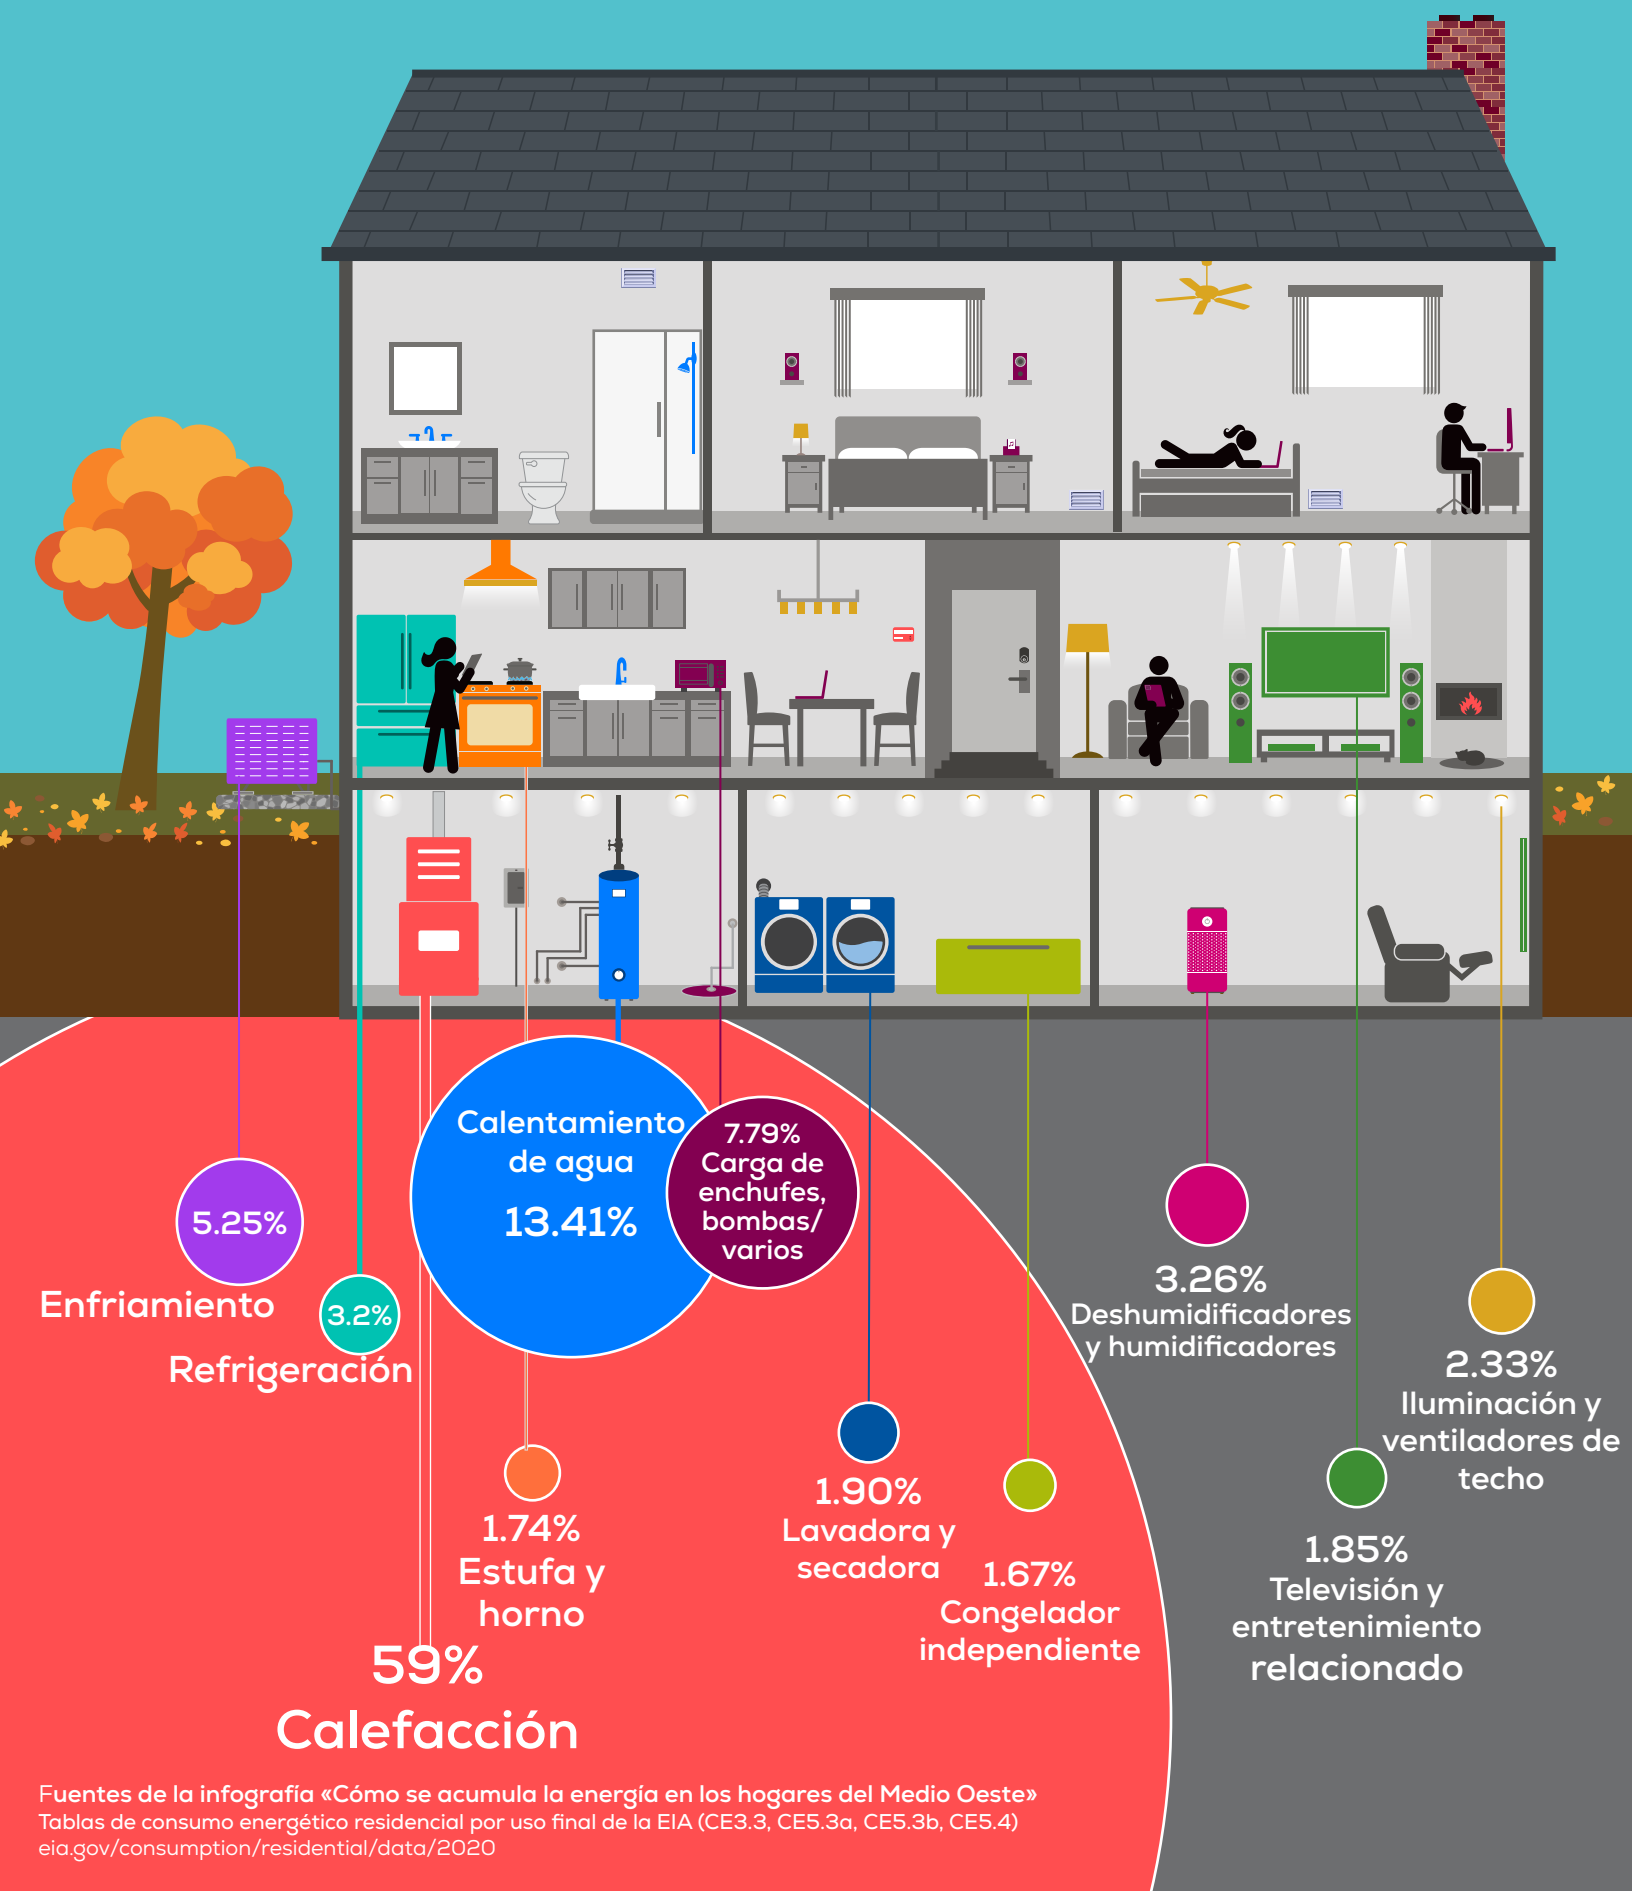 Calentamiento
de agua
13.41%
7.79%
Carga de
enchufes,
bombas/
varios
5.25%
Enfriamiento
3.2%
Refrigeración
3.26%
Deshumidificadores
y humidificadores
2.33%
Iluminación y
ventiladores de
techo
1.74%
Estufa y
horno
1.90%
Lavadora y
secadora
1.67%
Congelador
independiente
1.85%
Televisión y
entretenimiento
relacionado
59%
Calefacción
Fuentes de la infografía «Cómo se acumula la energía en los hogares del Medio Oeste»
Tablas de consumo energético residencial por uso final de la EIA (CE3.3, CE5.3a, CE5.3b, CE5.4)
eia.gov/consumption/residential/data/2020